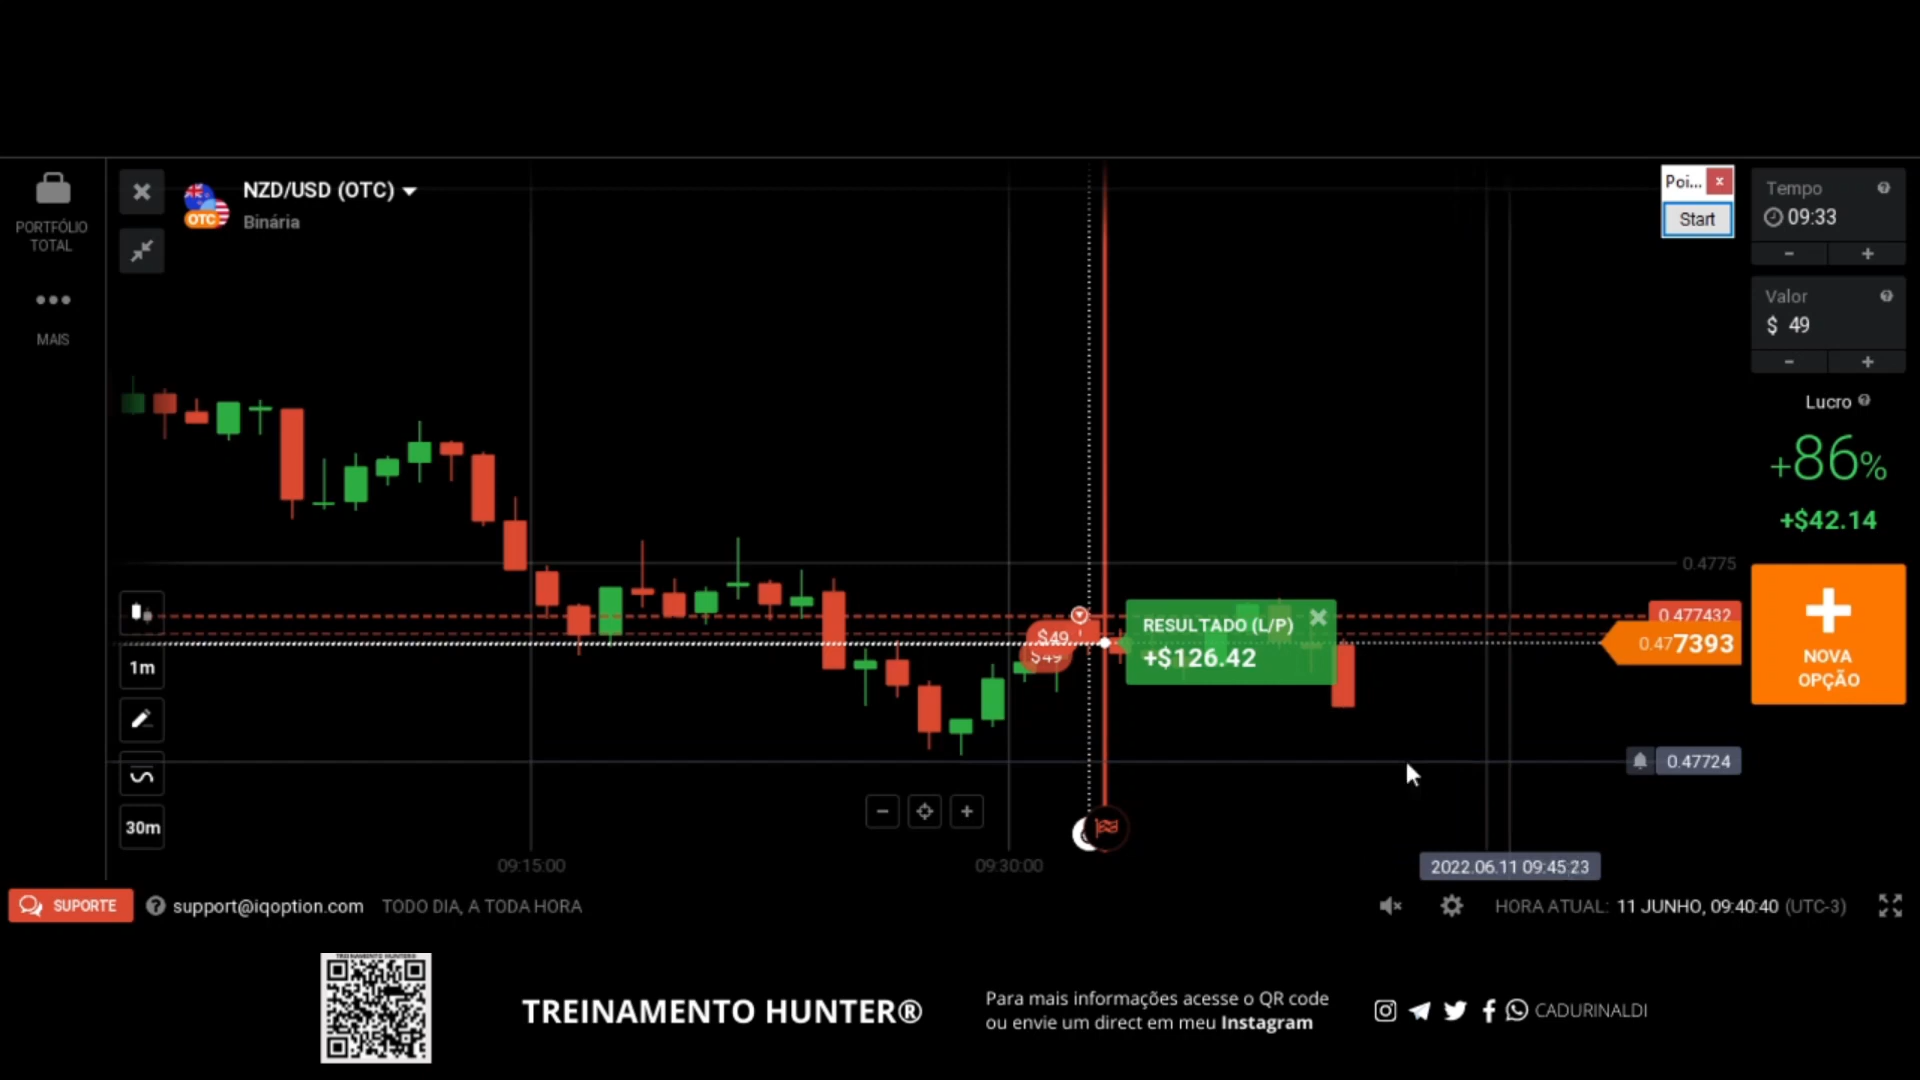 PORTFÓLIO
TOTAL
MAIS
NZD/USD (OTC)
OTC
Binária
Poi...
x
Start
Tempo
09:33
-
+
Valor
$ 49
-
+
Lucro
+86%
+$42.14
0.4775
0.477432
0.477393
NOVA
OPÇÃO
RESULTADO (L/P)
+$126.42
$49
$49
1m
30m
0.47724
-
+
09:15:00
09:30:00
2022.06.11 09:45:23
SUPORTE
support@iqoption.com
TODO DIA, A TODA HORA
HORA ATUAL: 11 JUNHO, 09:40:40 (UTC-3)
TREINAMENTO HUNTER®
TREINAMENTO HUNTER®
Para mais informações acesse o QR code
ou envie um direct em meu Instagram
CADURINALDI